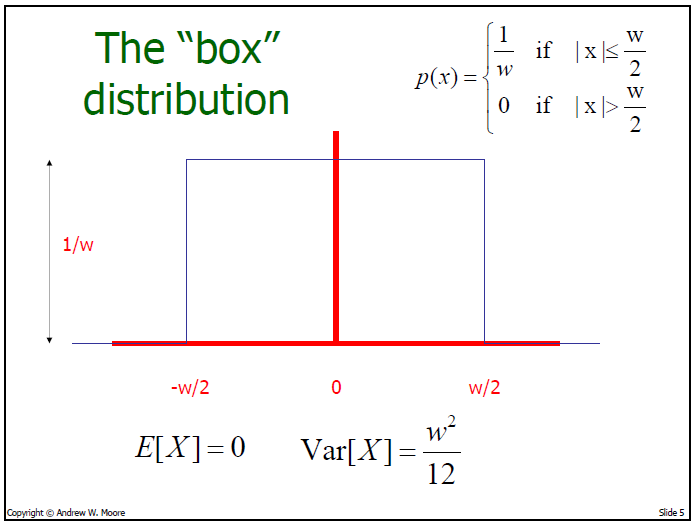 The “box”
distribution
p(x) = { 1/w if | x |≤ w/2
0 if | x |> w/2
1/w
-w/2 0 w/2
E[X] = 0 Var[X] = w²/12
Copyright © Andrew W. Moore Slide 5